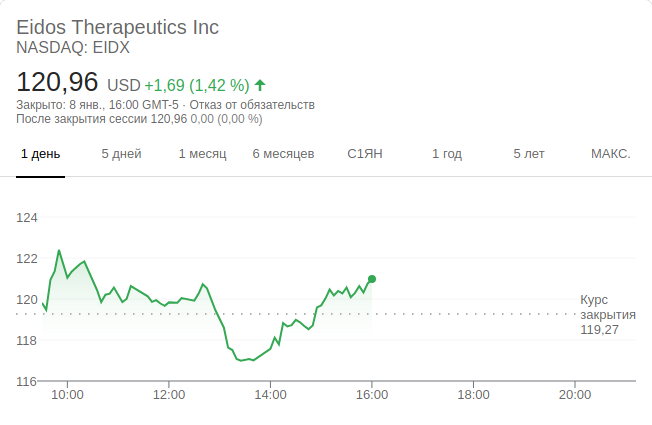 Eidos Therapeutics Inc
NASDAQ: EIDX
120,96 USD +1,69 (1,42 %)
Закрыто: 8 янв., 16:00 GMT-5 · Отказ от обязательств
После закрытия сессии 120,96 0,00 (0,00 %)
1 день 5 дней 1 месяц 6 месяцев С1ЯН 1 год 5 лет МАКС.
124
122
120
118
116
Курс
закрытия
119,27
10:00 12:00 14:00 16:00 18:00 20:00